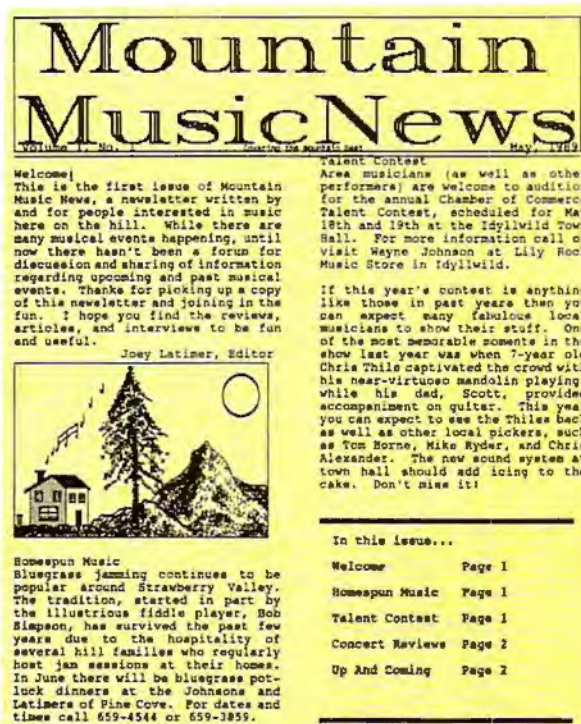 Mountain
MusicNews
Volume 1, No. 1
Covering the mountain beat
May, 1989
Welcome!
This is the first issue of Mountain
Music News, a newsletter written by
and for people interested in music
here on the hill. While there are
many musical events happening, until
now there hasn't been a forum for
discussion and sharing of information
regarding upcoming and past musical
events. Thanks for picking up a copy
of this newsletter and joining in the
fun. I hope you find the reviews,
articles, and interviews to be fun
and useful.
Joey Latimer, Editor
Homespun Music
Bluegrass jamming continues to be
popular around Strawberry Valley.
The tradition, started in part by
the illustrious fiddle player, Bob
Simpson, has survived the past few
years due to the hospitality of
several hill families who regularly
host jam sessions at their homes.
In June there will be bluegrass pot-
luck dinners at the Johnsons and
Latimers of Pine Cove. For dates and
times call 659-4544 or 659-3859.
Talent Contest
Area musicians (as well as other
performers) are welcome to audition
for the annual Chamber of Commerce
Talent Contest, scheduled for May
18th and 19th at the Idyllwild Town
Hall. For more information call or
visit Wayne Johnson at Lily Rock
Music Store in Idyllwild.
If this year's contest is anything
like those in past years then you
can expect many fabulous local
musicians to show their stuff. One
of the most memorable moments in the
show last year was when 7-year old
Chris Thile captivated the crowd with
his near-virtuoso mandolin playing,
while his dad, Scott, provided
accompaniment on guitar. This year
you can expect to see the Thiles back
as well as other local pickers, such
as Tom Borne, Mike Ryder, and Chris
Alexander. The new sound system at
town hall should add icing to the
cake. Don't miss it!
In this issue...
Welcome Page 1
Homespun Music Page 1
Talent Contest Page 1
Concert Reviews Page 2
Up And Coming Page 2